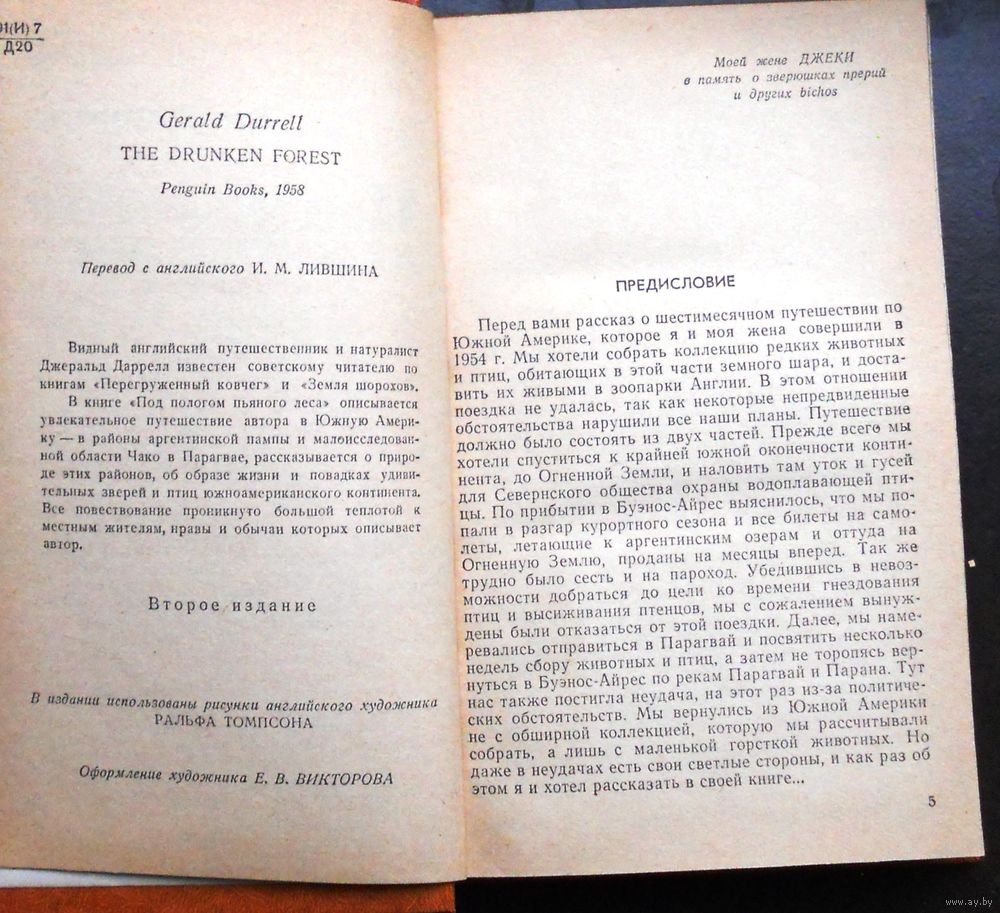 91(И)7
Д20
Gerald Durrell
THE DRUNKEN FOREST
Penguin Books, 1958
Перевод с английского И. М. ЛИВШИНА
Видный английский путешественник и натуралист
Джеральд Даррелл известен советскому читателю по
книгам «Перегруженный ковчег» и «Земля шорохов».
В книге «Под пологом пьяного леса» описывается
увлекательное путешествие автора в Южную Амери-
ку — в районы аргентинской пампы и малоисследован-
ной области Чако в Парагвае, рассказывается о приро-
де этих районов, об образе жизни и повадках удиви-
тельных зверей и птиц южноамериканского континента.
Все повествование проникнуто большой теплотой к
местным жителям, нравы и обычаи которых описывает
автор.
Второе издание
В издании использованы рисунки английского художника
РАЛЬФА ТОМПСОНА
Оформление художника Е. В. ВИКТОРОВА
Моей жене ДЖЕКИ
в память о зверюшках прерий
и других bichos
ПРЕДИСЛОВИЕ
Перед вами рассказ о шестимесячном путешествии по
Южной Америке, которое я и моя жена совершили в
1954 г. Мы хотели собрать коллекцию редких животных
и птиц, обитающих в этой части земного шара, и доста-
вить их живыми в зоопарки Англии. В этом отношении
поездка не удалась, так как некоторые непредвиденные
обстоятельства нарушили все наши планы. Путешествие
должно было состоять из двух частей. Прежде всего мы
хотели спуститься к крайней южной оконечности конти-
нента, до Огненной Земли, и наловить там уток и гусей
для Севернского общества охраны водоплавающей пти-
цы. По прибытии в Буэнос-Айрес выяснилось, что мы по-
пали в разгар курортного сезона и все билеты на само-
леты, летающие к аргентинским озерам и оттуда на
Огненную Землю, проданы на месяцы вперед. Так же
трудно было сесть и на пароход. Убедившись в невоз-
можности добраться до цели ко времени гнездования
птиц и высиживания птенцов, мы с сожалением вынуж-
дены были отказаться от этой поездки. Далее, мы наме-
ревались отправиться в Парагвай и посвятить несколько
недель сбору животных и птиц, а затем не торопясь вер-
нуться в Буэнос-Айрес по рекам Парагвай и Парана. Тут
нас также постигла неудача, на этот раз из-за политиче-
ских обстоятельств. Мы вернулись из Южной Америки
не с обширной коллекцией, которую мы рассчитывали
собрать, а лишь с маленькой горсткой животных. Но
даже в неудачах есть свои светлые стороны, и как раз об
этом я и хотел рассказать в своей книге...
5
www.ay.by